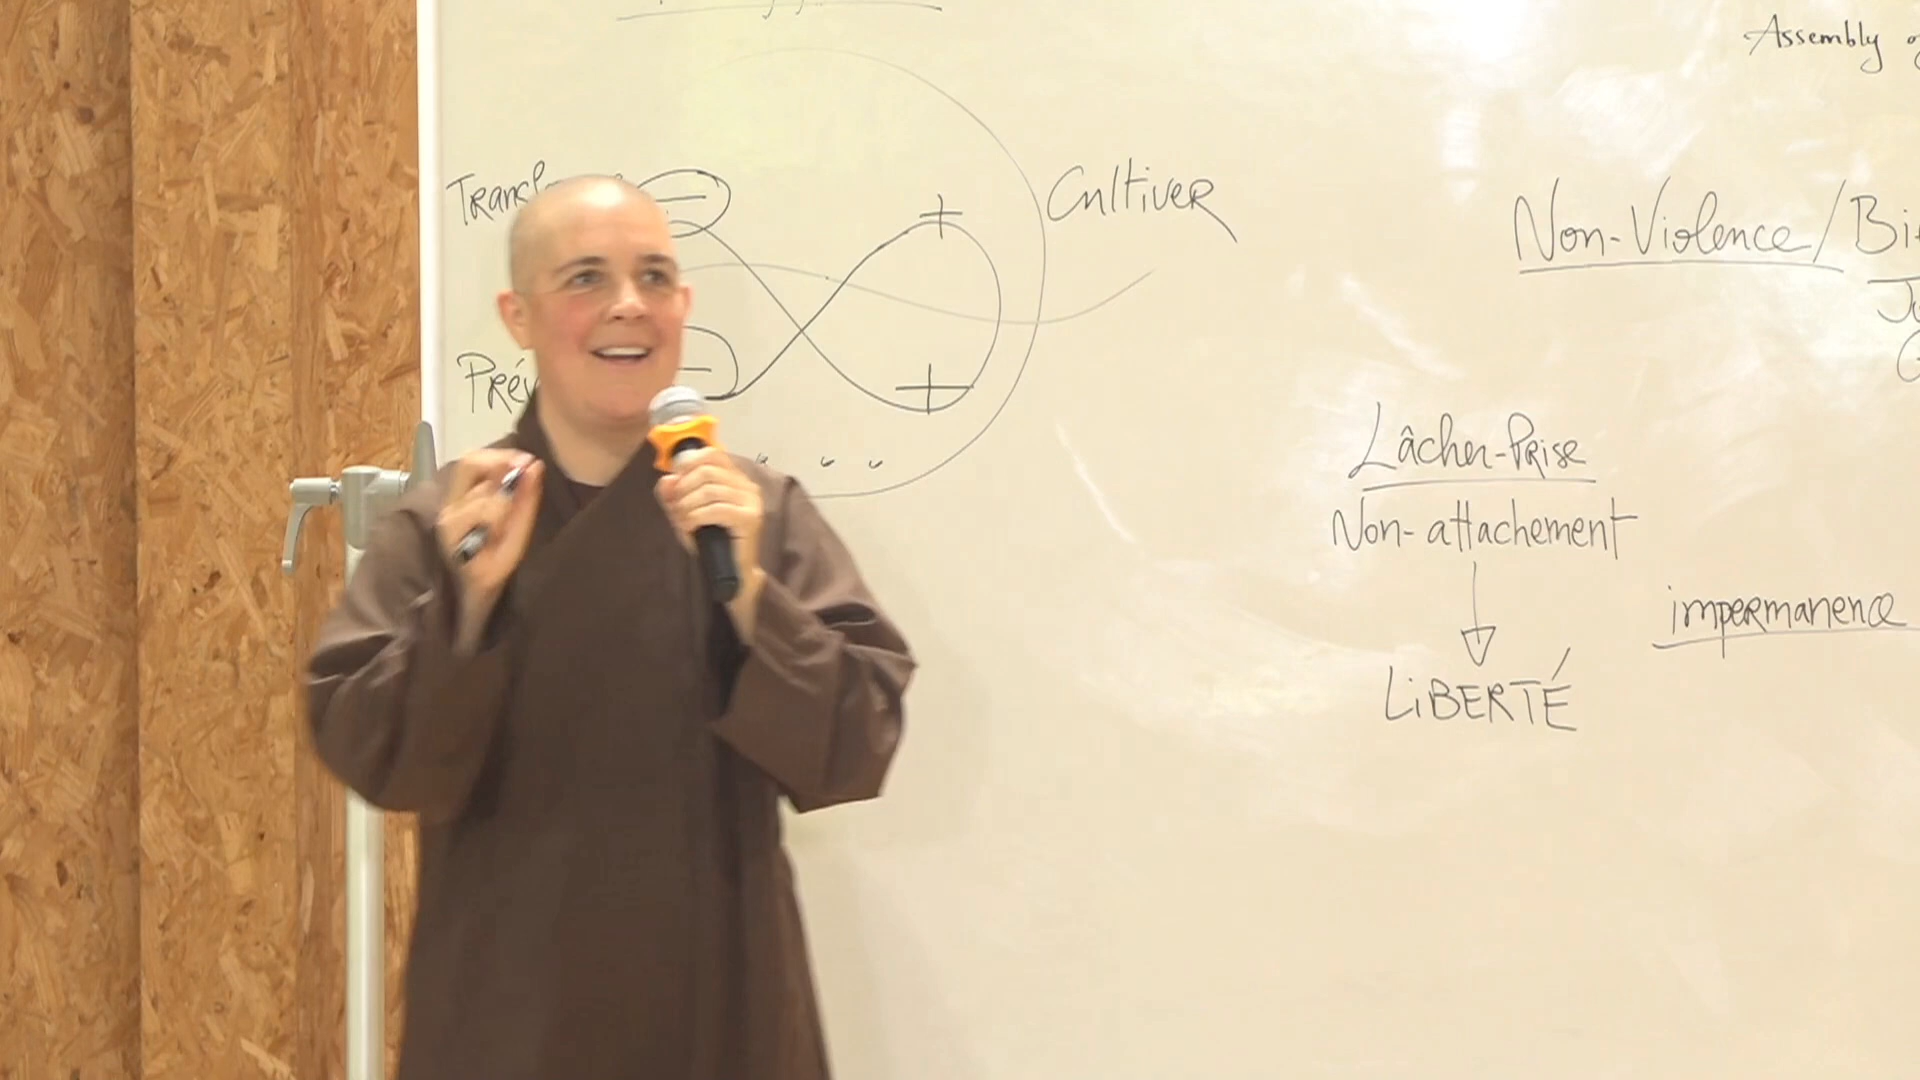 Assembly
Cultiver
Non-Violence /
Lâcher-Prise
Non-attachement
impermanence
LiBERTÉ